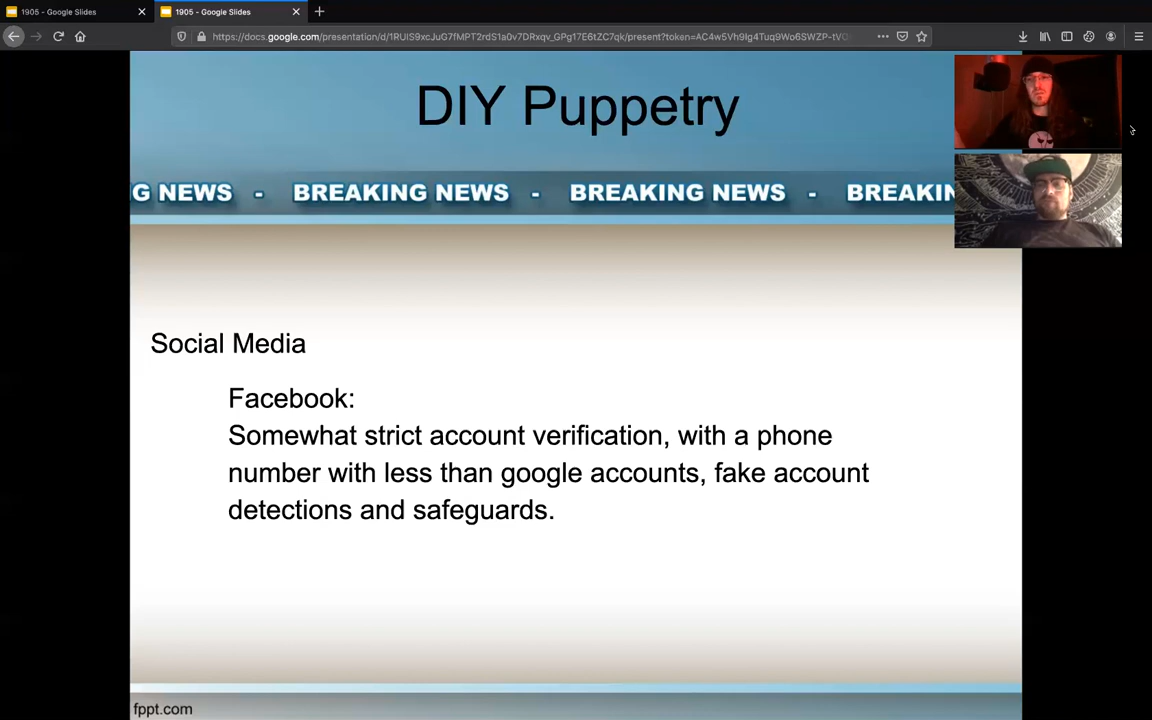 1905 - Google Slides
1905 - Google Slides
DIY Puppetry
G NEWS - BREAKING NEWS - BREAKING NEWS - BREAKIN
Social Media
Facebook:
Somewhat strict account verification, with a phone
number with less than google accounts, fake account
detections and safeguards.
fppt.com